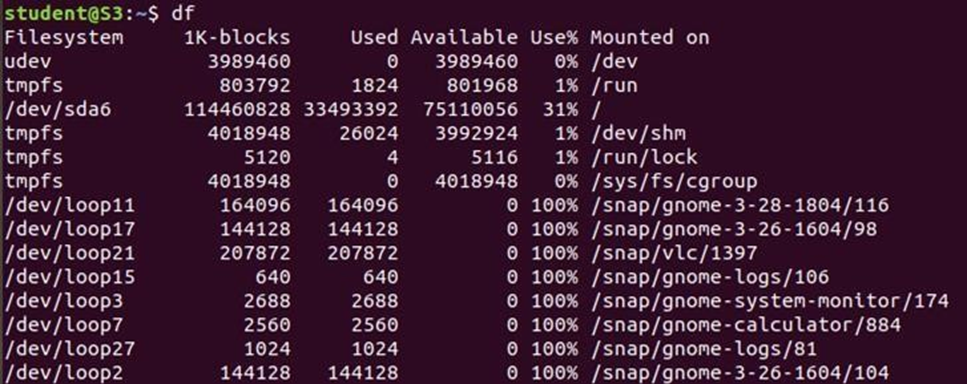 student@S3:~$ df
Filesystem     1K-blocks     Used Available Use% Mounted on
udev             3989460        0   3989460   0% /dev
tmpfs             803792     1824    801968   1% /run
/dev/sda6      114460828 33493392  75110056  31% /
tmpfs            4018948    26024   3992924   1% /dev/shm
tmpfs               5120        4      5116   1% /run/lock
tmpfs            4018948        0   4018948   0% /sys/fs/cgroup
/dev/loop11       164096   164096         0 100% /snap/gnome-3-28-1804/116
/dev/loop17       144128   144128         0 100% /snap/gnome-3-26-1604/98
/dev/loop21       207872   207872         0 100% /snap/vlc/1397
/dev/loop15          640      640         0 100% /snap/gnome-logs/106
/dev/loop3          2688     2688         0 100% /snap/gnome-system-monitor/174
/dev/loop7          2560     2560         0 100% /snap/gnome-calculator/884
/dev/loop27         1024     1024         0 100% /snap/gnome-logs/81
/dev/loop2        144128   144128         0 100% /snap/gnome-3-26-1604/104